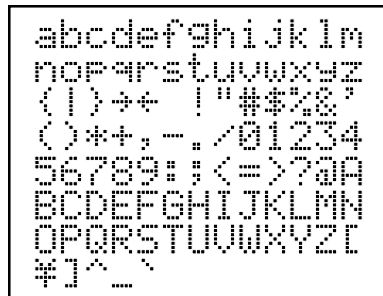 abcdefghijklm
nopqrstuvwxyz
{|}→← !"#$%&'
()*+,-./01234
56789:;<=>?@A
BCDEFGHIJKLMN
OPQRSTUVWXYZ[
¥]^_`